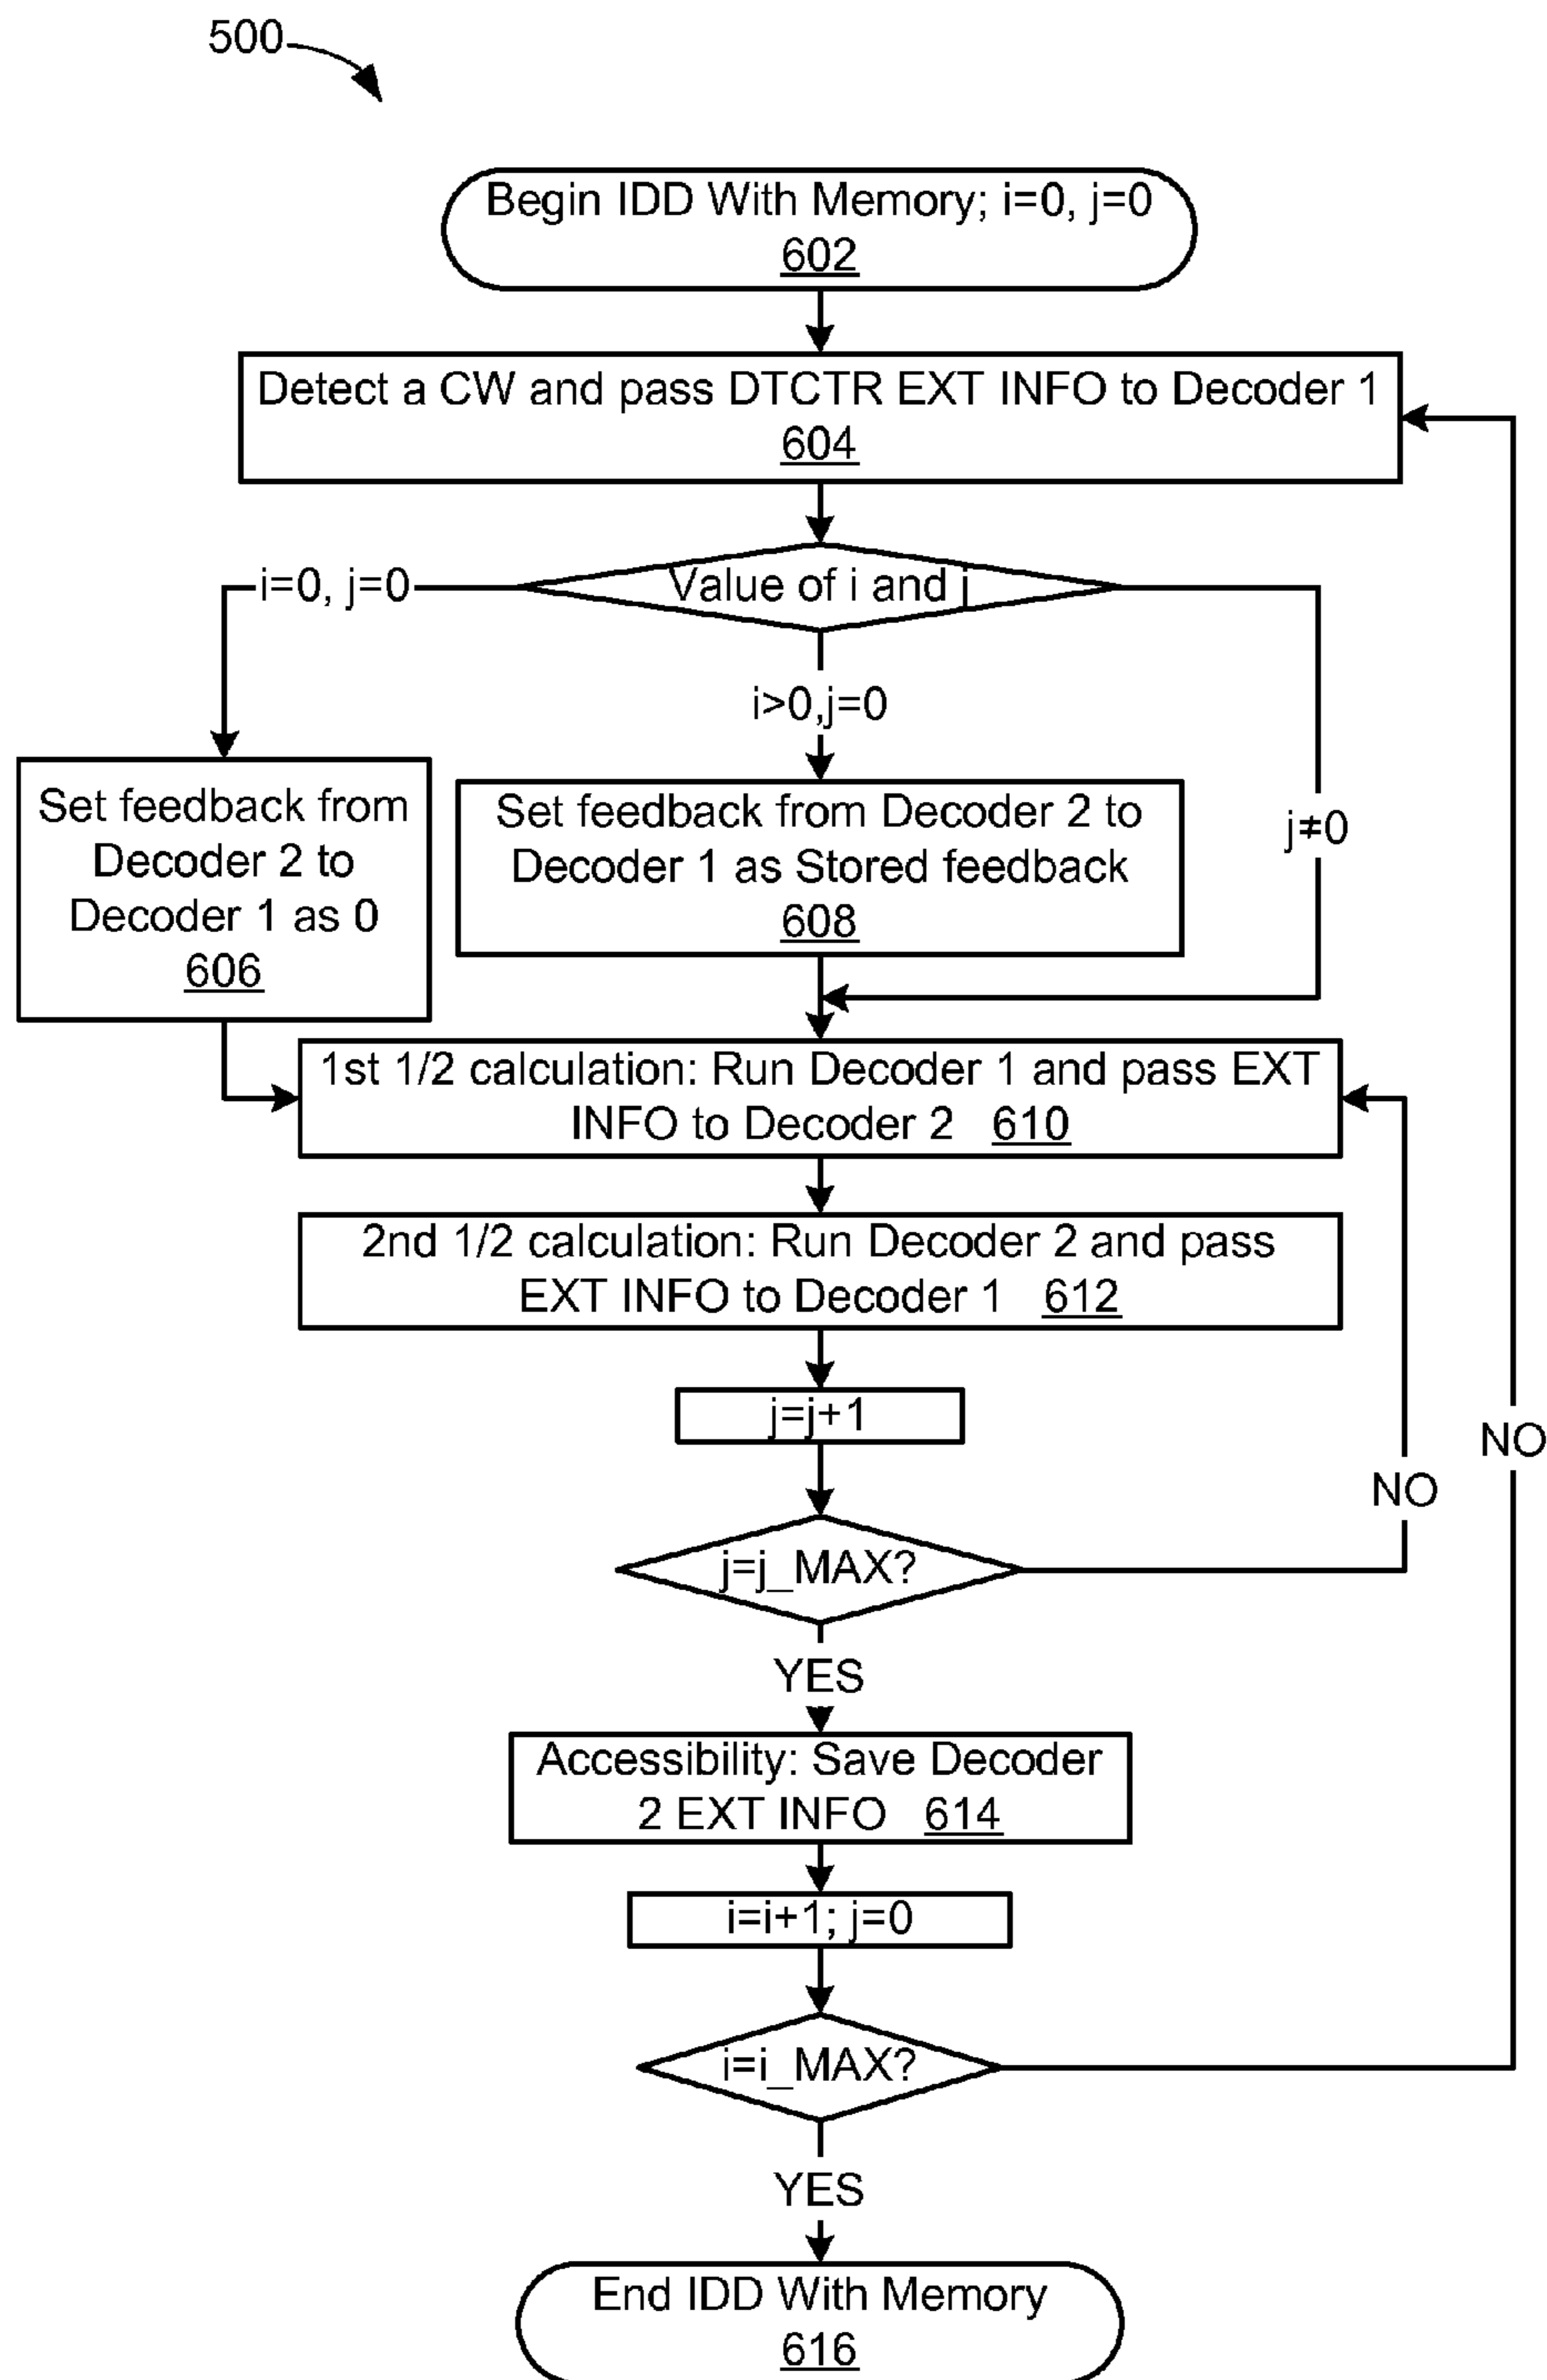 500
Begin IDD With Memory; i=0, j=0
602
Detect a CW and pass DTCTR EXT INFO to Decoder 1
604
Value of i and j
i=0, j=0
i>0,j=0
j≠0
Set feedback from
Decoder 2 to
Decoder 1 as 0
606
Set feedback from Decoder 2 to
Decoder 1 as Stored feedback
608
1st 1/2 calculation: Run Decoder 1 and pass EXT
INFO to Decoder 2 610
2nd 1/2 calculation: Run Decoder 2 and pass
EXT INFO to Decoder 1 612
j=j+1
NO
NO
j=j_MAX?
YES
Accessibility: Save Decoder
2 EXT INFO 614
i=i+1; j=0
i=i_MAX?
YES
End IDD With Memory
616